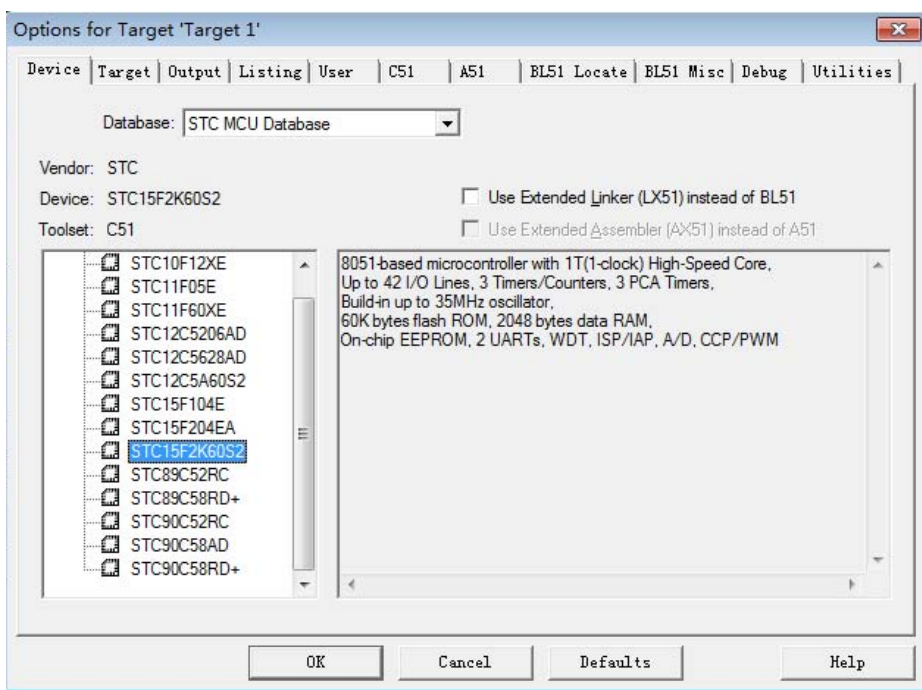 Options for Target 'Target 1'
Device Target Output Listing User C51 A51 BL51 Locate BL51 Misc Debug Utilities
Database: STC MCU Database
Vendor: STC
Device: STC15F2K60S2
Use Extended Linker (LX51) instead of BL51
Toolset: C51
Use Extended Assembler (AX51) instead of A51
STC10F12XE
STC11F05E
STC11F60XE
STC12C5206AD
STC12C5628AD
STC12C5A60S2
STC15F104E
STC15F204EA
STC15F2K60S2
STC89C52RC
STC89C58RD+
STC90C52RC
STC90C58AD
STC90C58RD+
8051-based microcontroller with 1T(1-clock) High-Speed Core,
Up to 42 I/O Lines, 3 Timers/Counters, 3 PCA Timers,
Build-in up to 35MHz oscillator,
60K bytes flash ROM, 2048 bytes data RAM,
On-chip EEPROM, 2 UARTs, WDT, ISP/IAP, A/D, CCP/PWM
OK Cancel Defaults Help